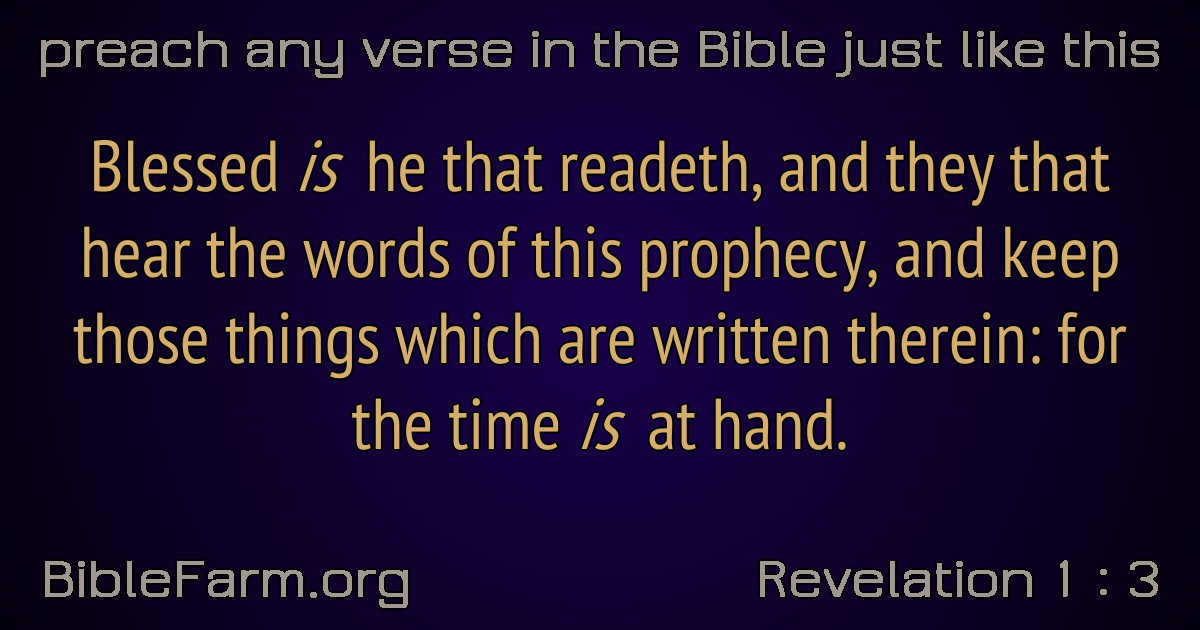 preach any verse in the Bible just like this
Blessed is he that readeth, and they that
hear the words of this prophecy, and keep
those things which are written therein: for
the time is at hand.
BibleFarm.org
Revelation 1 : 3